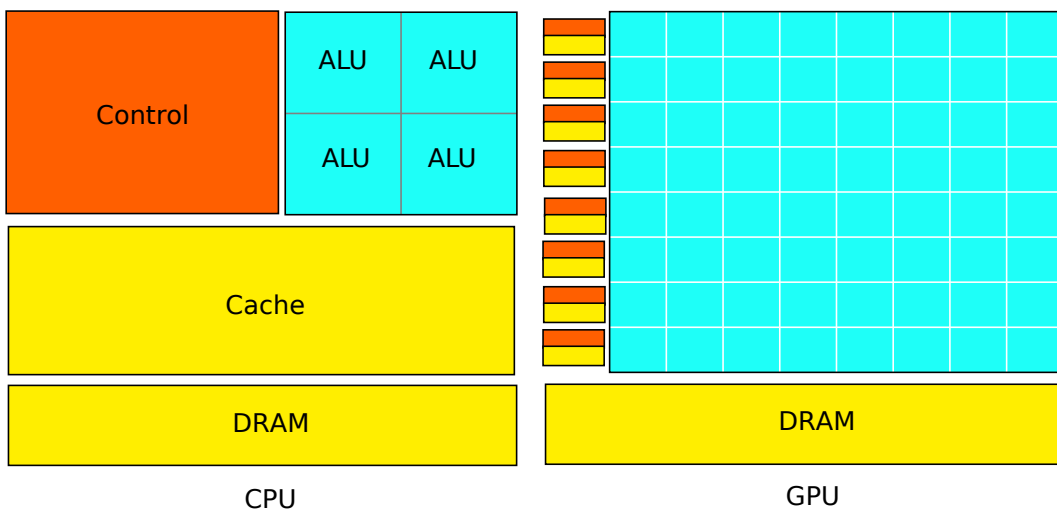 Control
ALU ALU
ALU ALU
Cache
DRAM
CPU
DRAM
GPU